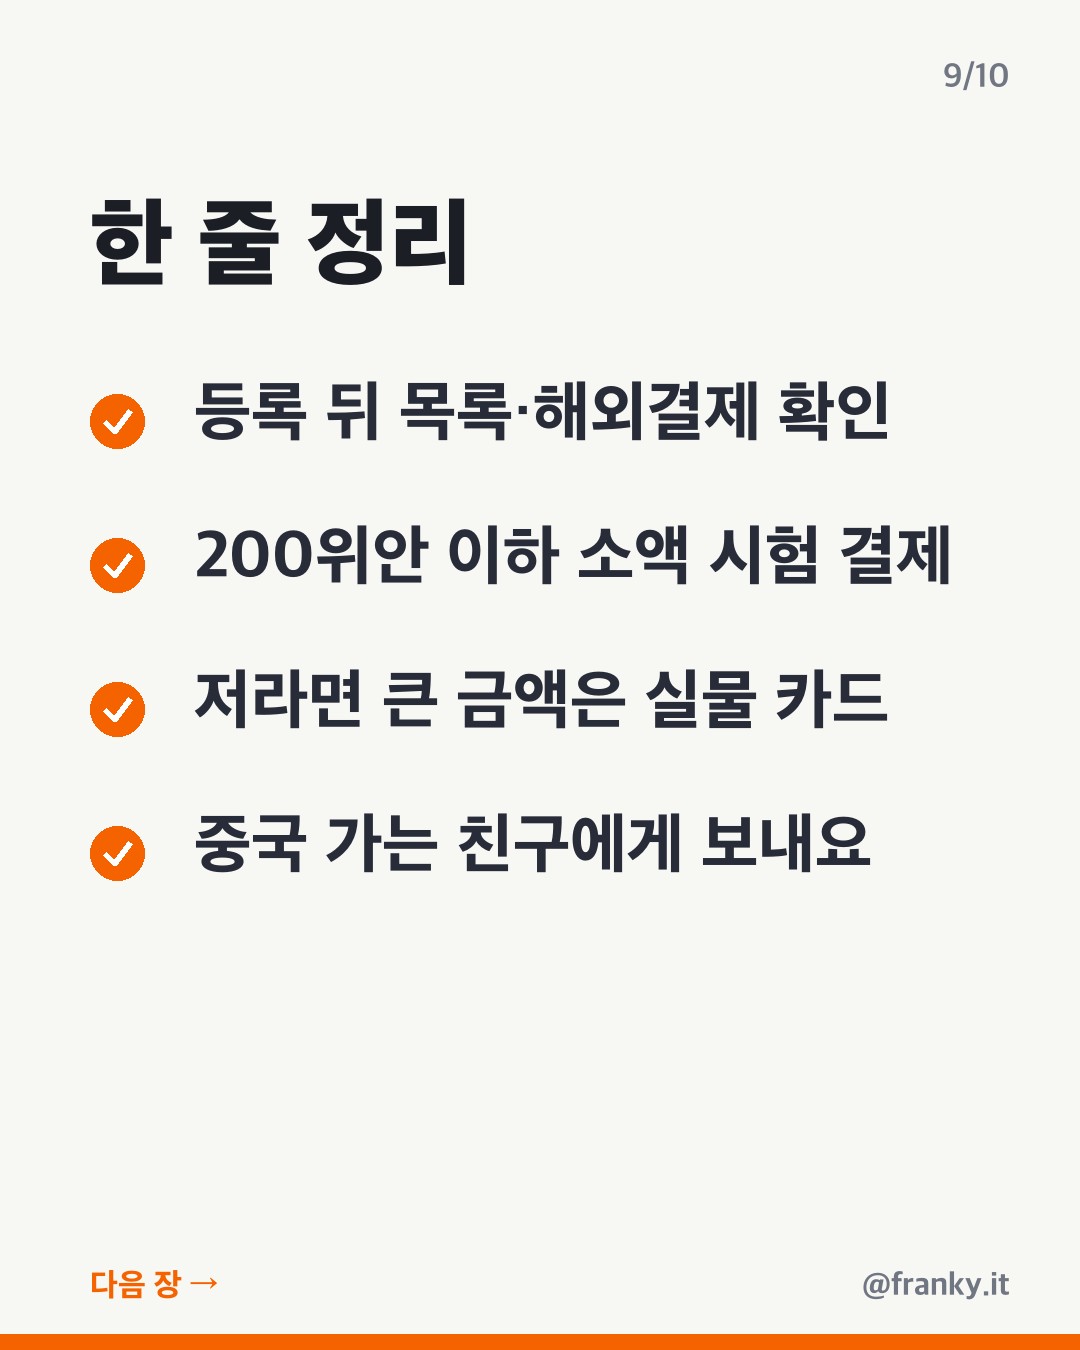 9/10
한 줄 정리
등록 뒤 목록·해외결제 확인
200위안 이하 소액 시험 결제
저라면 큰 금액은 실물 카드
중국 가는 친구에게 보내요
다음 장 →
@franky.it